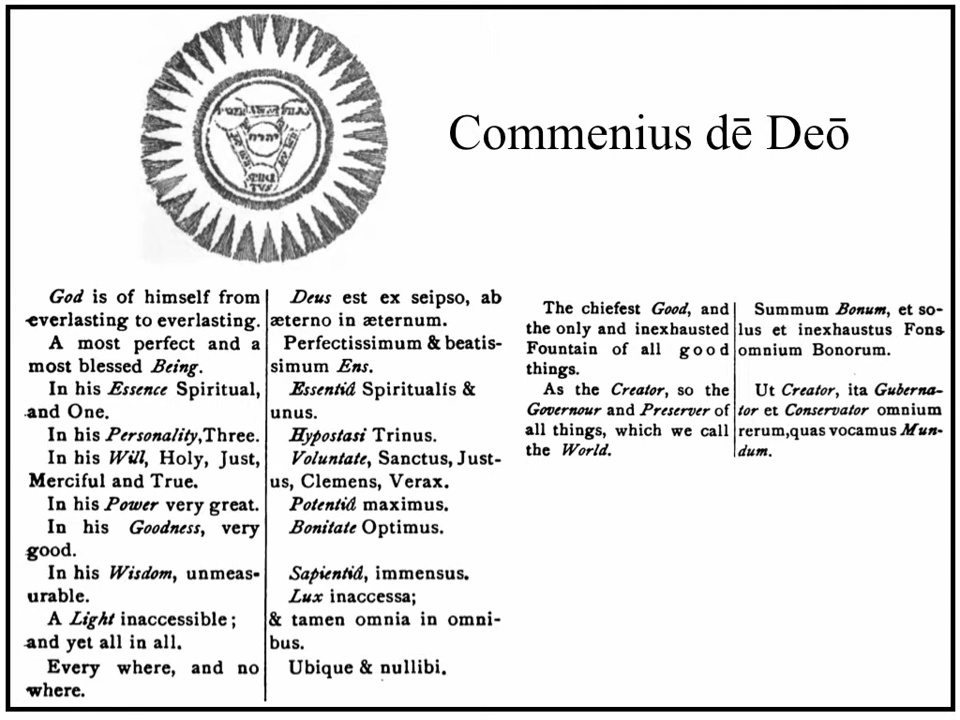 Commenius dē Deō
יהוה
God is of himself from
everlasting to everlasting.
A most perfect and a
most blessed Being.
In his Essence Spiritual,
and One.
In his Personality, Three.
In his Will, Holy, Just,
Merciful and True.
In his Power very great.
In his Goodness, very
good.
In his Wisdom, unmeas-
urable.
A Light inaccessible;
and yet all in all.
Every where, and no
where.
Deus est ex seipso, ab
æterno in æternum.
Perfectissimum & beatis-
simum Ens.
Essentiâ Spiritualis &
unus.
Hypostasi Trinus.
Voluntate, Sanctus, Just-
us, Clemens, Verax.
Potentiâ maximus.
Bonitate Optimus.
Sapientiâ, immensus.
Lux inaccessa;
& tamen omnia in omni-
bus.
Ubique & nullibi.
The chiefest Good, and
the only and inexhausted
Fountain of all good
things.
As the Creator, so the
Governour and Preserver of
all things, which we call
the World.
Summum Bonum, et so-
lus et inexhaustus Fons
omnium Bonorum.
Ut Creator, ita Guberna-
tor et Conservator omnium
rerum, quas vocamus Mun-
dum.